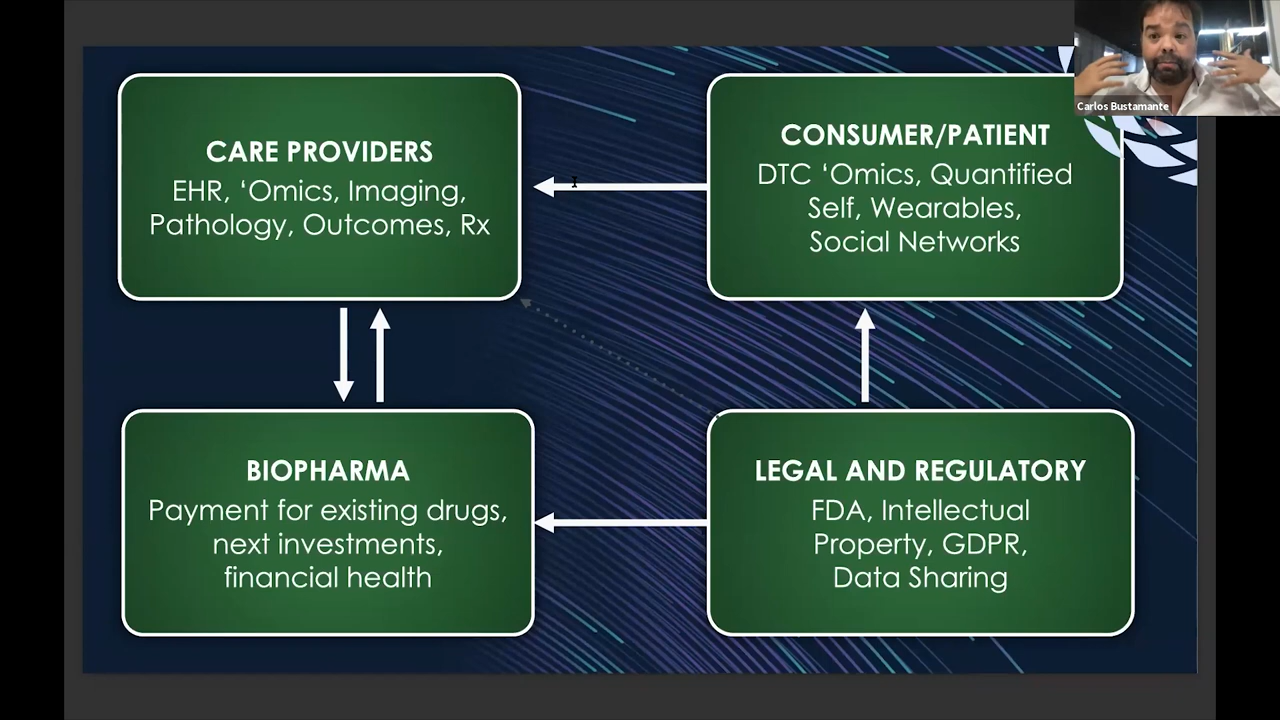 CARE PROVIDERS
EHR, ‘Omics, Imaging,
Pathology, Outcomes, Rx
CONSUMER/PATIENT
DTC ‘Omics, Quantified
Self, Wearables,
Social Networks
Carlos Bustamante
BIOPHARMA
Payment for existing drugs,
next investments,
financial health
LEGAL AND REGULATORY
FDA, Intellectual
Property, GDPR,
Data Sharing